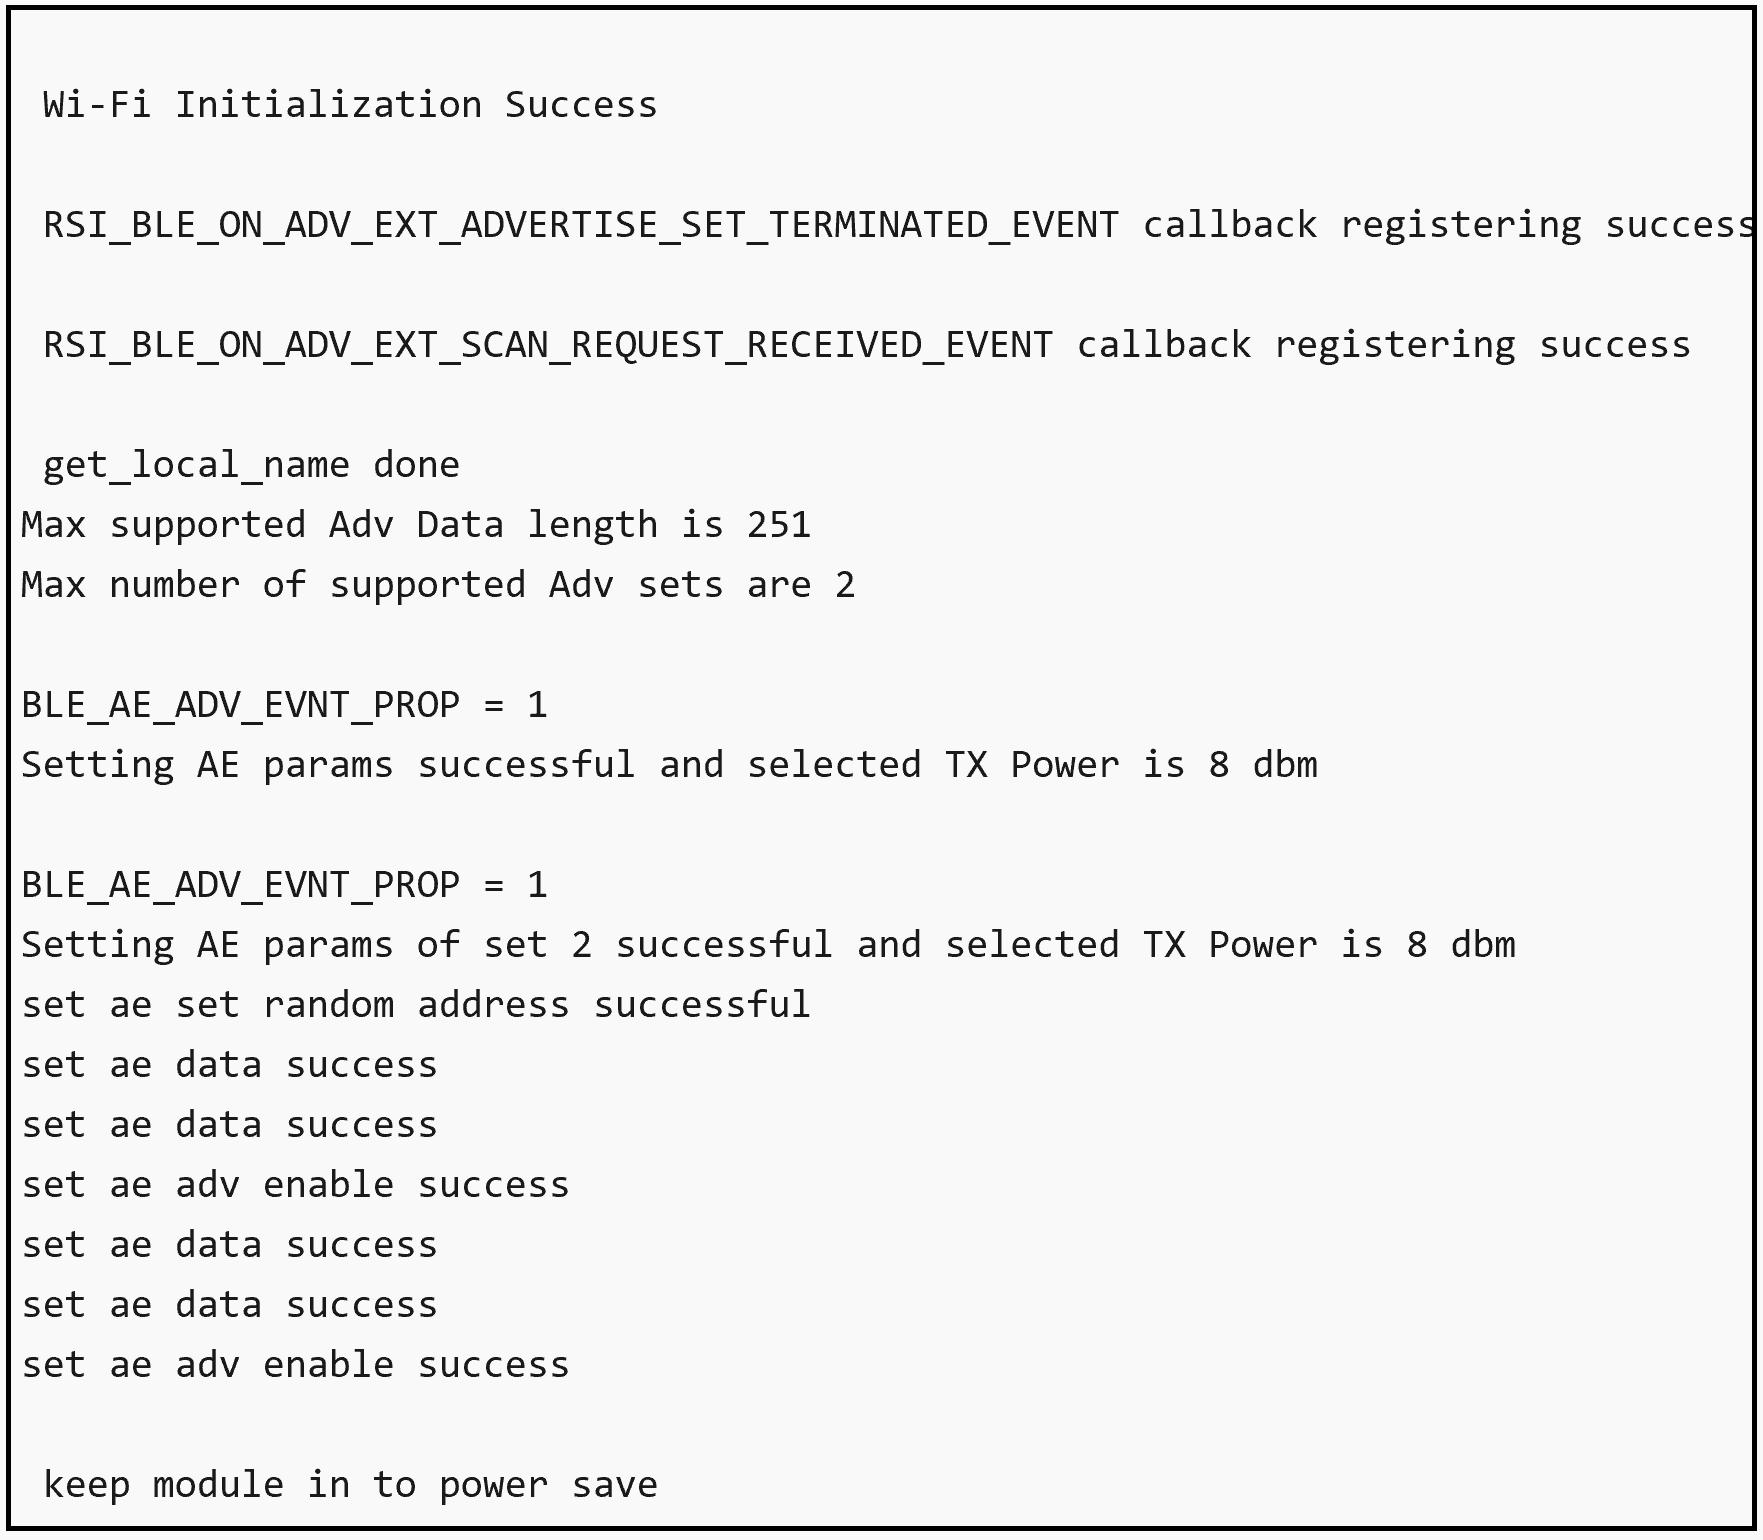 Wi-Fi Initialization Success
RSI_BLE_ON_ADV_EXT_ADVERTISE_SET_TERMINATED_EVENT callback registering success
RSI_BLE_ON_ADV_EXT_SCAN_REQUEST_RECEIVED_EVENT callback registering success
get_local_name done
Max supported Adv Data length is 251
Max number of supported Adv sets are 2
BLE_AE_ADV_EVNT_PROP = 1
Setting AE params successful and selected TX Power is 8 dbm
BLE_AE_ADV_EVNT_PROP = 1
Setting AE params of set 2 successful and selected TX Power is 8 dbm
set ae set random address successful
set ae data success
set ae data success
set ae adv enable success
set ae data success
set ae data success
set ae adv enable success
keep module in to power save